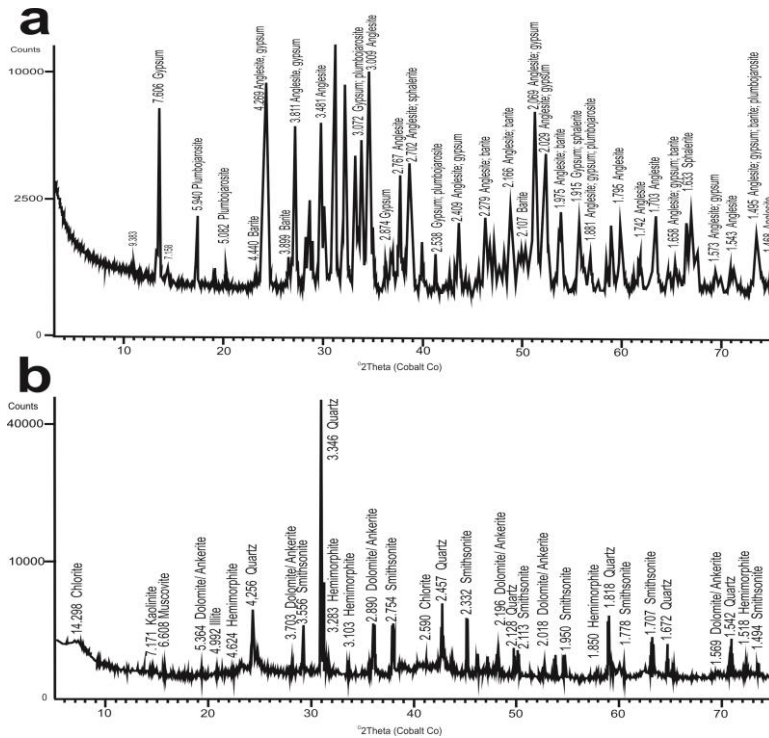 a
Counts
10000
2500
0
9.383
7.606 Gypsum
7.158
5.940 Plumbojarosite
5.082 Plumbojarosite
4.440 Barite
4.269 Anglesite, gypsum
3.899 Barite
3.811 Anglesite, gypsum
3.481 Anglesite
3.072 Gypsum; plumbojarosite
3.009 Anglesite
2.874 Gypsum
2.767 Anglesite
2.702 Anglesite; sphalerite
2.538 Gypsum; plumbojarosite
2.409 Anglesite; gypsum
2.279 Anglesite; barite
2.166 Anglesite; barite
2.107 Barite
2.069 Anglesite; gypsum
2.029 Anglesite; gypsum
1.975 Anglesite; barite
1.915 Gypsum; sphalerite
1.881 Anglesite; gypsum; plumbojarosite
1.795 Anglesite
1.742 Anglesite
1.703 Anglesite
1.658 Anglesite; gypsum; barite
1.633 Sphalerite
1.573 Anglesite; gypsum
1.543 Anglesite
1.495 Anglesite; gypsum; barite; plumbojarosite
1.468 Anglesite
10 20 30 40 50 60 70
°2Theta (Cobalt Co)
b
Counts
40000
10000
0
14.298 Chlorite
7.171 Kaolinite
6.608 Muscovite
5.364 Dolomite/ Ankerite
4.992 Illite
4.624 Hemimorphite
4,256 Quartz
3.703 Dolomite/ Ankerite
3.556 Smithsonite
3.346 Quartz
3.283 Hemimorphite
3.103 Hemimorphite
2.890 Dolomite/ Ankerite
2.754 Smithsonite
2.590 Chlorite
2.457 Quartz
2.332 Smithsonite
2.196 Dolomite/ Ankerite
2.128 Quartz
2.113 Smithsonite
2.018 Dolomite/ Ankerite
1.950 Smithsonite
1.850 Hemimorphite
1.818 Quartz
1.778 Smithsonite
1.707 Smithsonite
1.672 Quartz
1.569 Dolomite/ Ankerite
1.542 Quartz
1.518 Hemimorphite
1.494 Smithsonite
10 20 30 40 50 60 70
°2Theta (Cobalt Co)